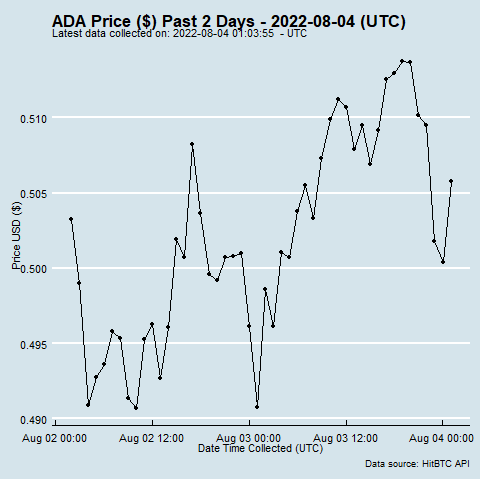 ADA Price ($) Past 2 Days - 2022-08-04 (UTC)
Latest data collected on: 2022-08-04 01:03:55  - UTC
0.510
0.505
0.500
0.495
0.490
Price USD ($)
Aug 02 00:00 Aug 02 12:00 Aug 03 00:00 Aug 03 12:00 Aug 04 00:00
Date Time Collected (UTC)
Data source: HitBTC API